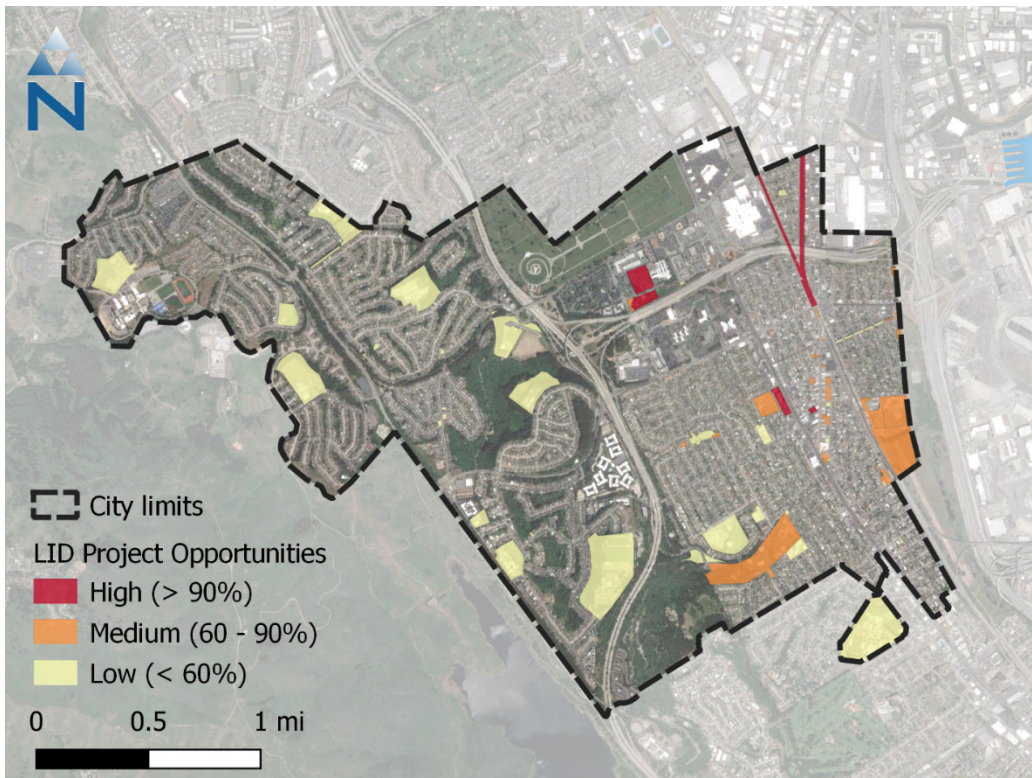 N
City limits
LID Project Opportunities
High (> 90%)
Medium (60 - 90%)
Low (< 60%)
0 0.5 1 mi